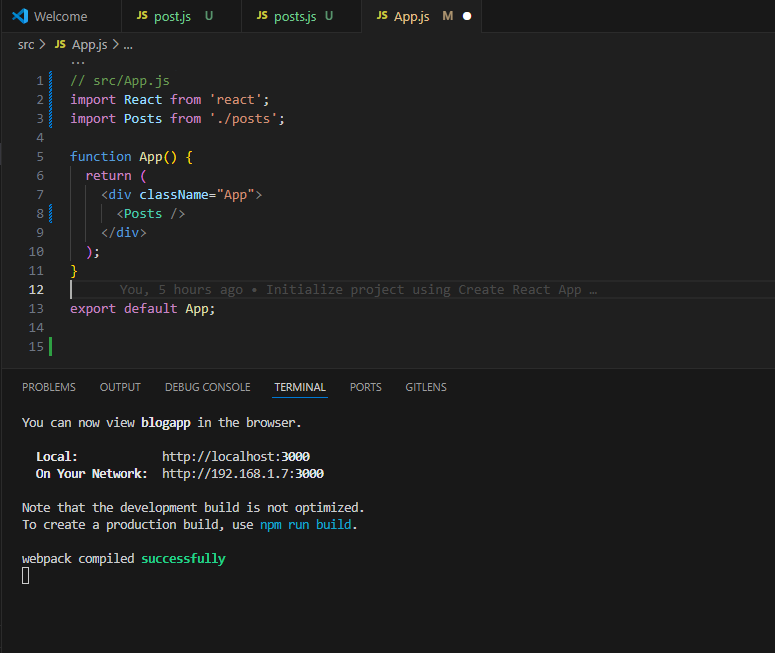 Welcome
JS post.js U
JS posts.js U
JS App.js M
src > JS App.js > ...
...
1 // src/App.js
2 import React from 'react';
3 import Posts from './posts';
4
5 function App() {
6 return (
7 <div className="App">
8 <Posts />
9 </div>
10 );
11 }
12 You, 5 hours ago • Initialize project using Create React App …
13 export default App;
14
15
PROBLEMS OUTPUT DEBUG CONSOLE TERMINAL PORTS GITLENS
You can now view blogapp in the browser.
Local: http://localhost:3000
On Your Network: http://192.168.1.7:3000
Note that the development build is not optimized.
To create a production build, use npm run build.
webpack compiled successfully